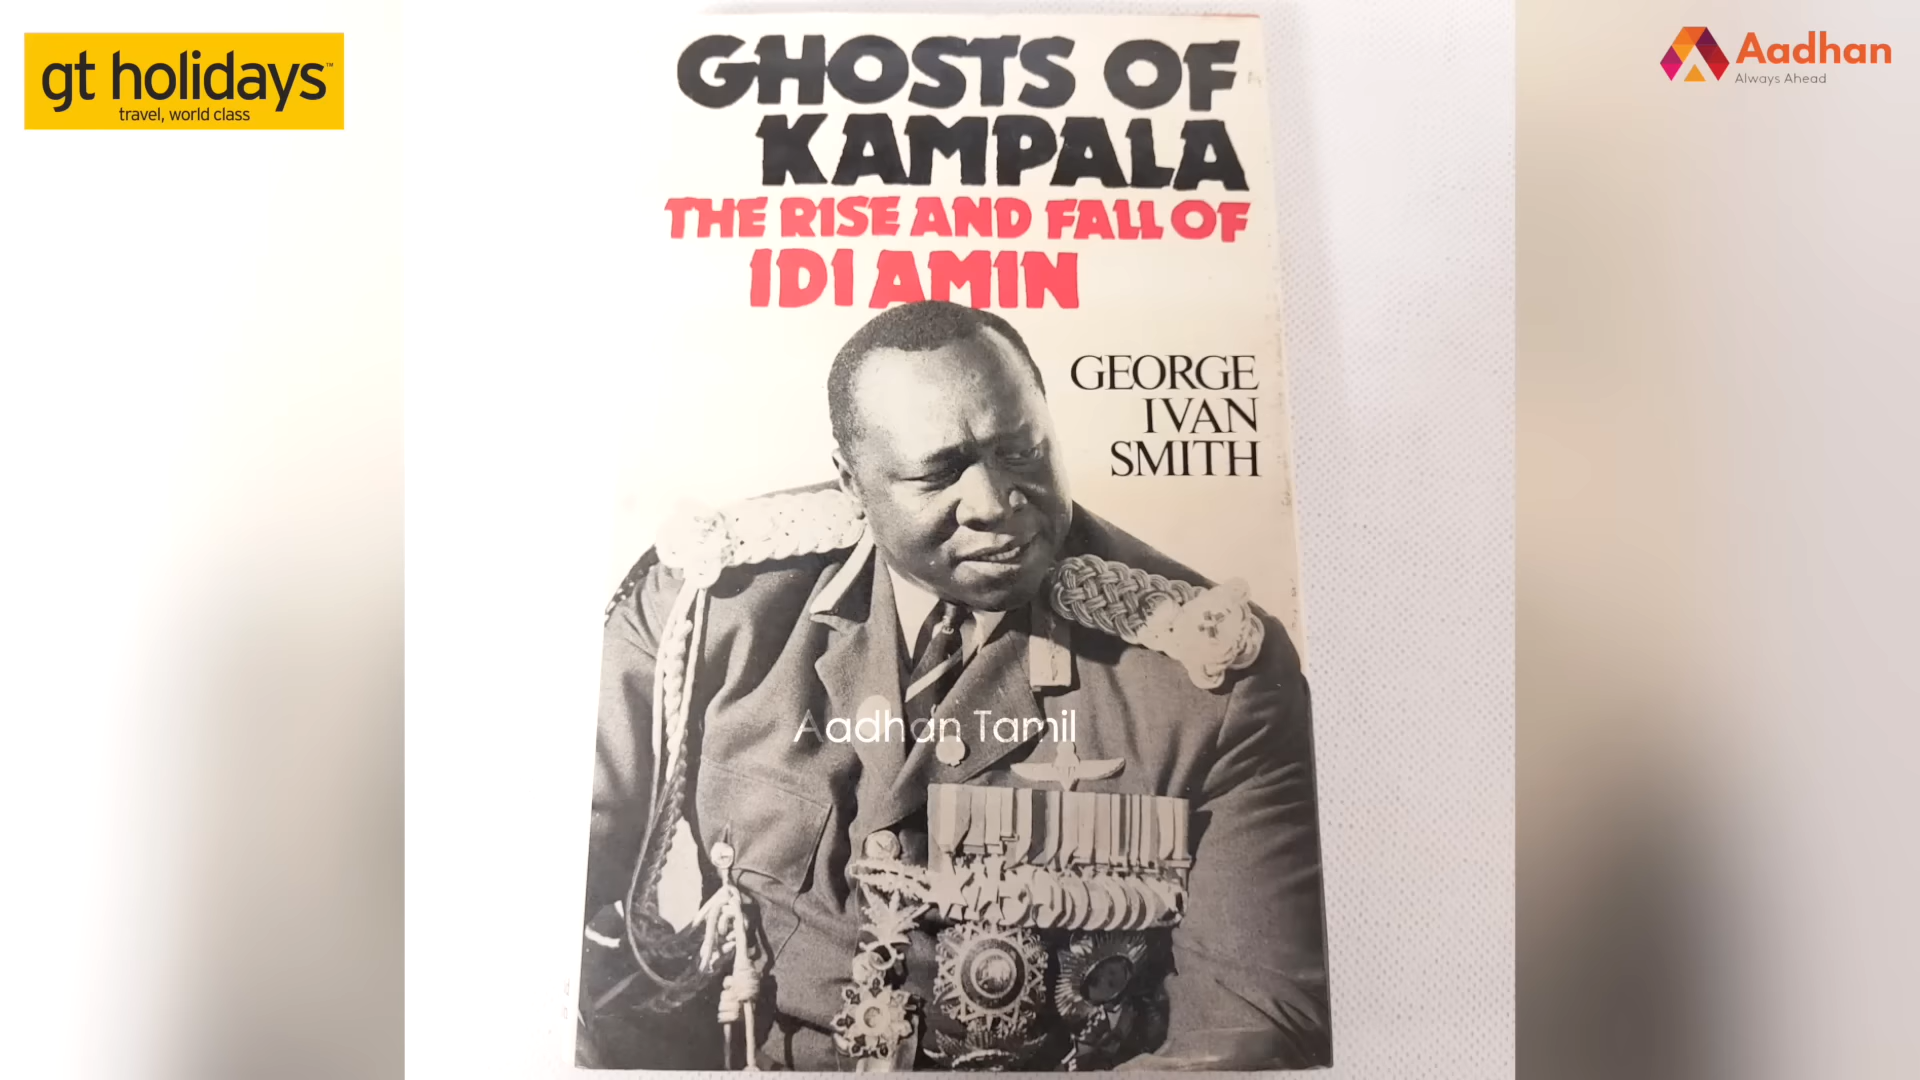 gt holidays™
travel, world class
Aadhan
Always Ahead
GHOSTS OF
KAMPALA
THE RISE AND FALL OF
IDI AMIN
GEORGE
IVAN
SMITH
Aadhan Tamil